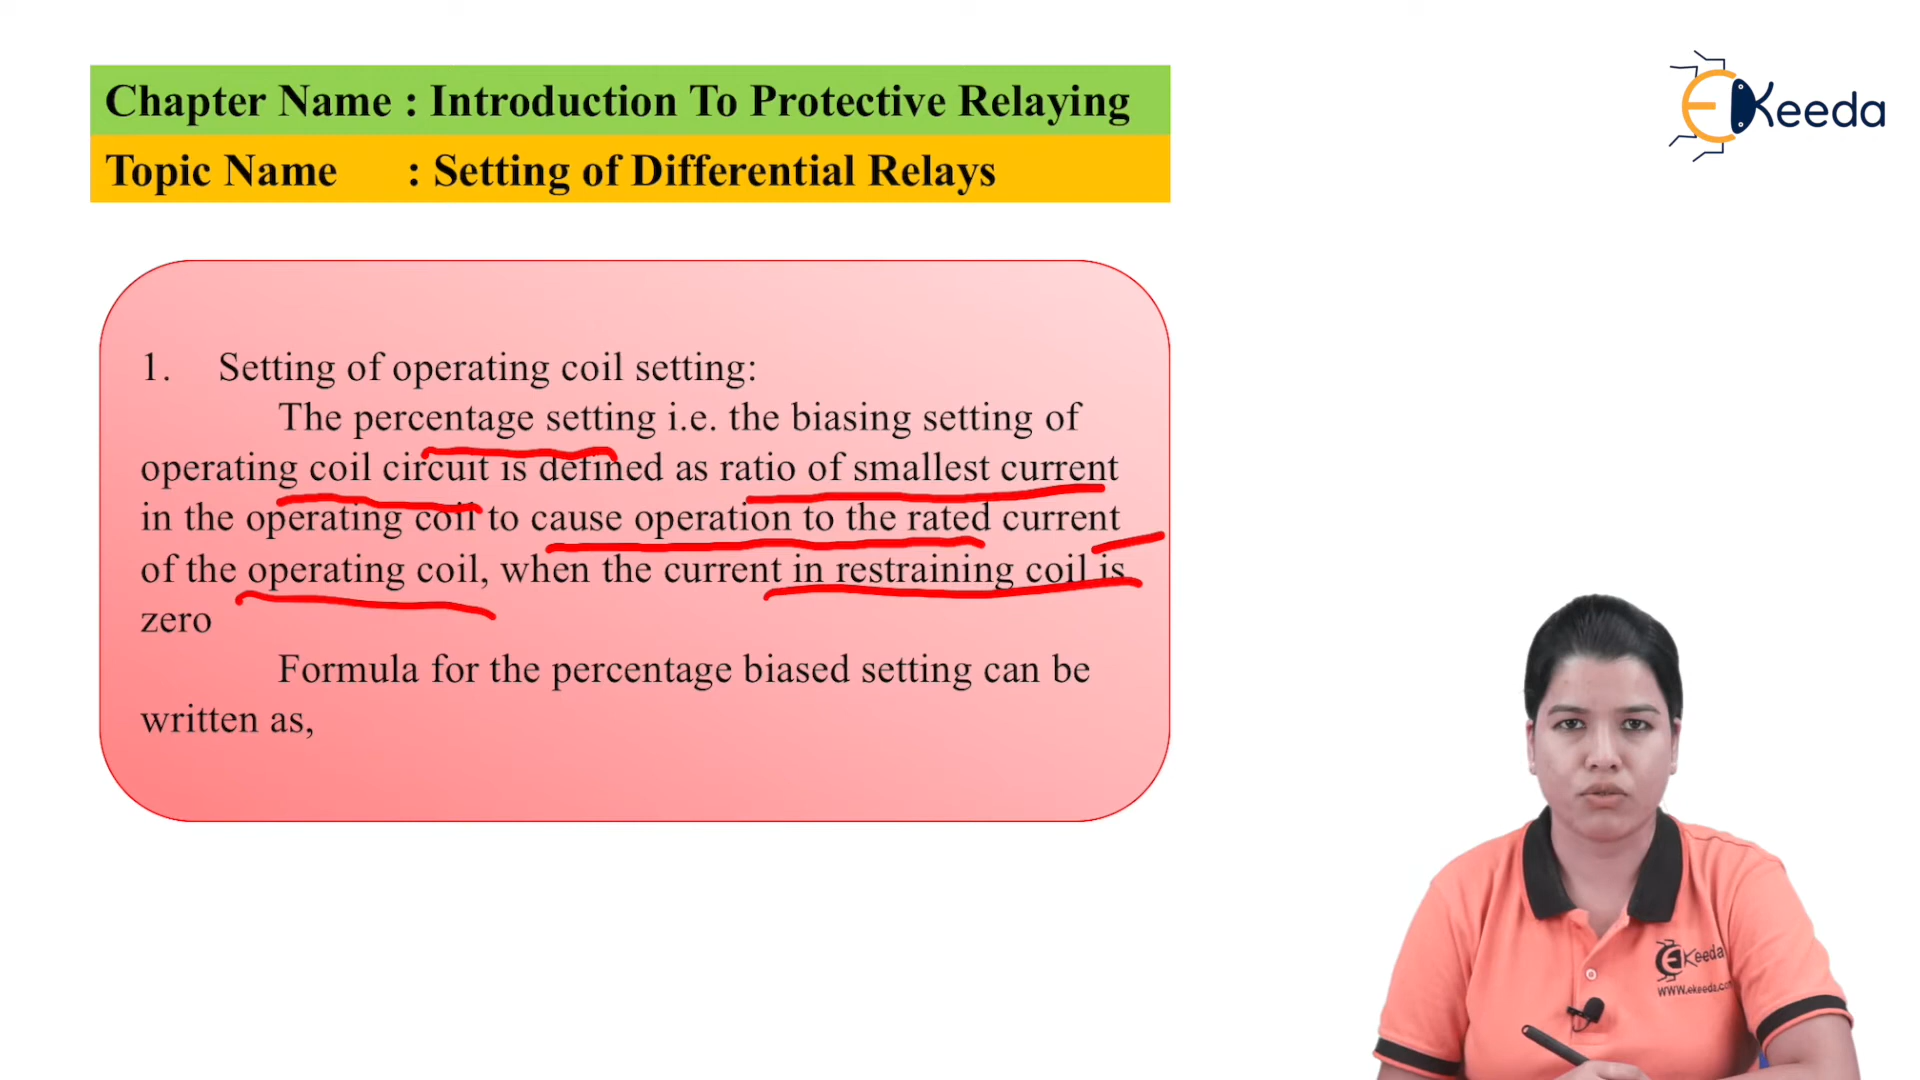 Chapter Name : Introduction To Protective Relaying
Topic Name : Setting of Differential Relays
EKeeda
1. Setting of operating coil setting:
The percentage setting i.e. the biasing setting of
operating coil circuit is defined as ratio of smallest current
in the operating coil to cause operation to the rated current
of the operating coil, when the current in restraining coil is
zero
Formula for the percentage biased setting can be
written as,
EKeeda